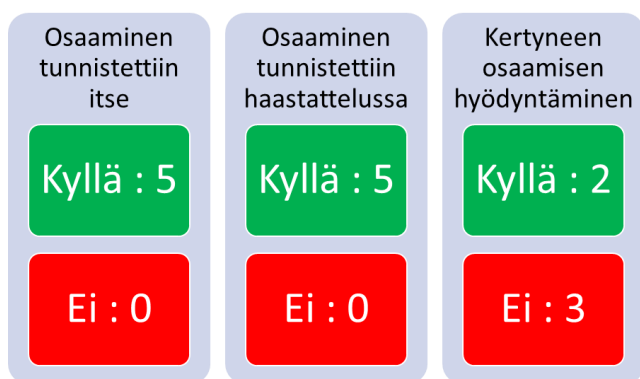 Osaaminen
tunnistettiin
itse
Kyllä : 5
Ei : 0
Osaaminen
tunnistettiin
haastattelussa
Kyllä : 5
Ei : 0
Kertyneen
osaamisen
hyödyntäminen
Kyllä : 2
Ei : 3